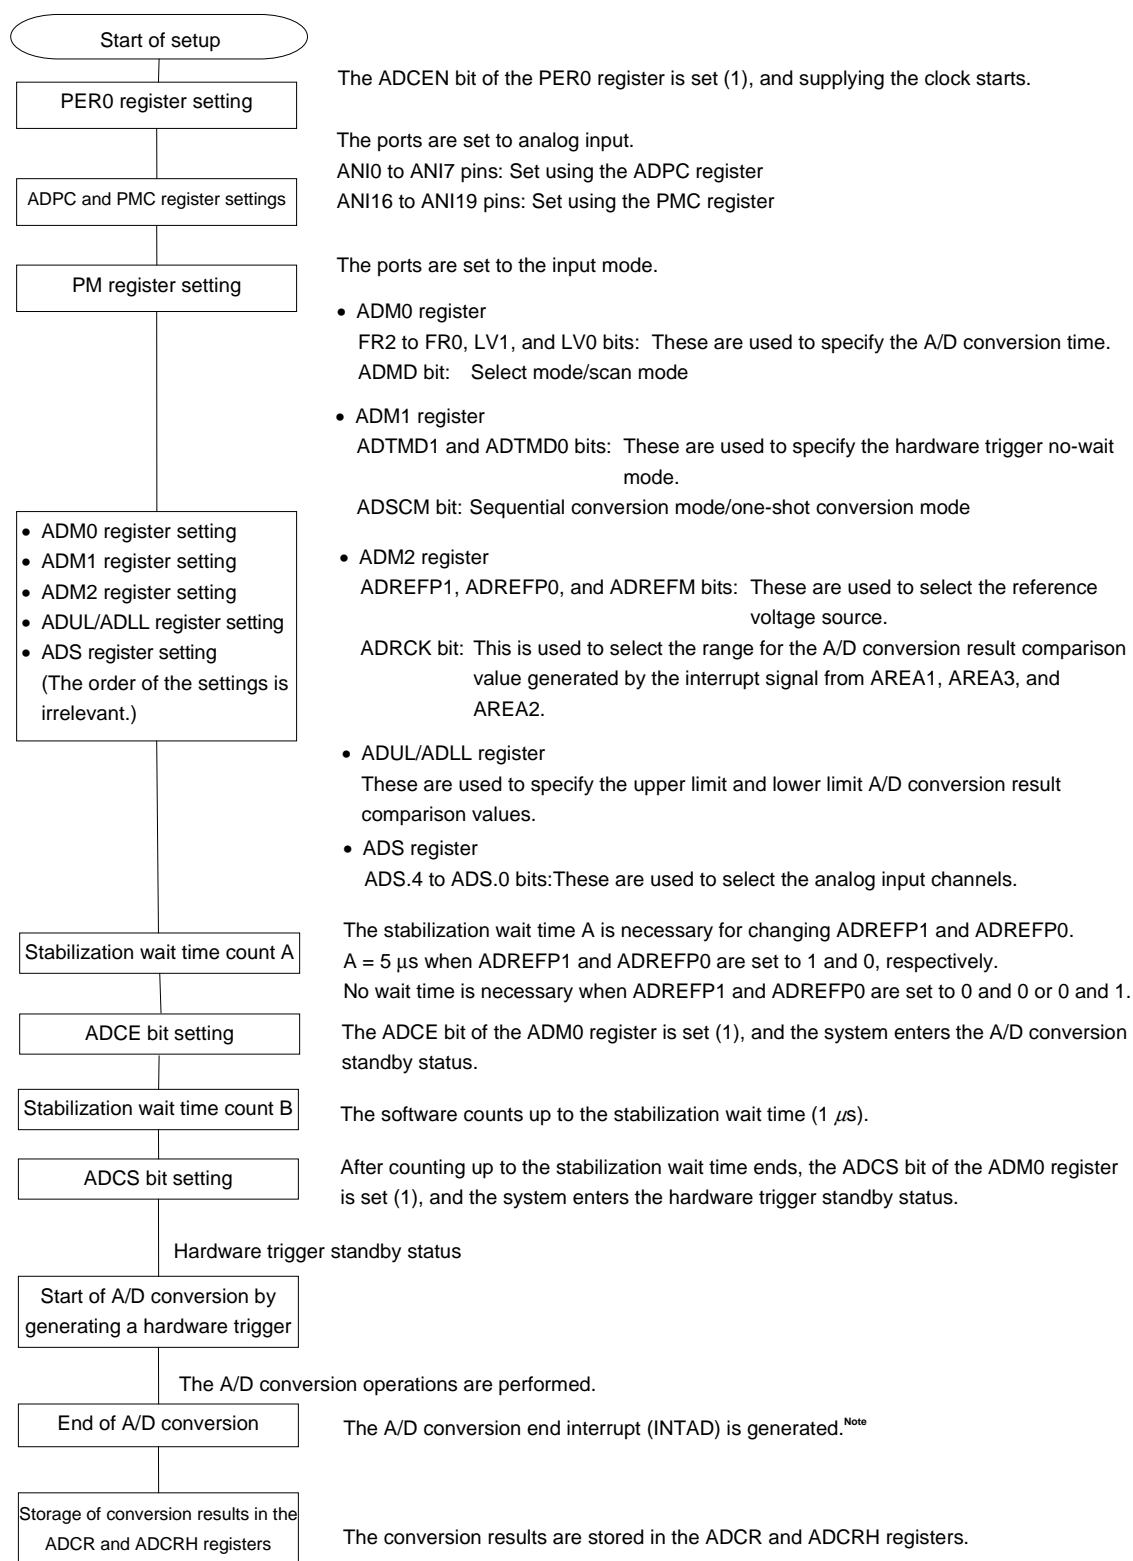 Start of setup
The ADCEN bit of the PER0 register is set (1), and supplying the clock starts.
PER0 register setting
The ports are set to analog input.
ANI0 to ANI7 pins: Set using the ADPC register
ADPC and PMC register settings
ANI16 to ANI19 pins: Set using the PMC register
The ports are set to the input mode.
PM register setting
• ADM0 register
FR2 to FR0, LV1, and LV0 bits: These are used to specify the A/D conversion time.
ADMD bit: Select mode/scan mode
• ADM1 register
ADTMD1 and ADTMD0 bits: These are used to specify the hardware trigger no-wait
mode.
ADSCM bit: Sequential conversion mode/one-shot conversion mode
• ADM0 register setting
• ADM1 register setting
• ADM2 register setting
• ADUL/ADLL register setting
• ADS register setting
(The order of the settings is
irrelevant.)
• ADM2 register
ADREFP1, ADREFP0, and ADREFM bits: These are used to select the reference
voltage source.
ADRCK bit: This is used to select the range for the A/D conversion result comparison
value generated by the interrupt signal from AREA1, AREA3, and
AREA2.
• ADUL/ADLL register
These are used to specify the upper limit and lower limit A/D conversion result
comparison values.
• ADS register
ADS.4 to ADS.0 bits:These are used to select the analog input channels.
Stabilization wait time count A
The stabilization wait time A is necessary for changing ADREFP1 and ADREFP0.
A = 5 μs when ADREFP1 and ADREFP0 are set to 1 and 0, respectively.
No wait time is necessary when ADREFP1 and ADREFP0 are set to 0 and 0 or 0 and 1.
ADCE bit setting
The ADCE bit of the ADM0 register is set (1), and the system enters the A/D conversion
standby status.
Stabilization wait time count B
The software counts up to the stabilization wait time (1 μs).
ADCS bit setting
After counting up to the stabilization wait time ends, the ADCS bit of the ADM0 register
is set (1), and the system enters the hardware trigger standby status.
Hardware trigger standby status
Start of A/D conversion by
generating a hardware trigger
The A/D conversion operations are performed.
End of A/D conversion
The A/D conversion end interrupt (INTAD) is generated.Note
Storage of conversion results in the
ADCR and ADCRH registers
The conversion results are stored in the ADCR and ADCRH registers.